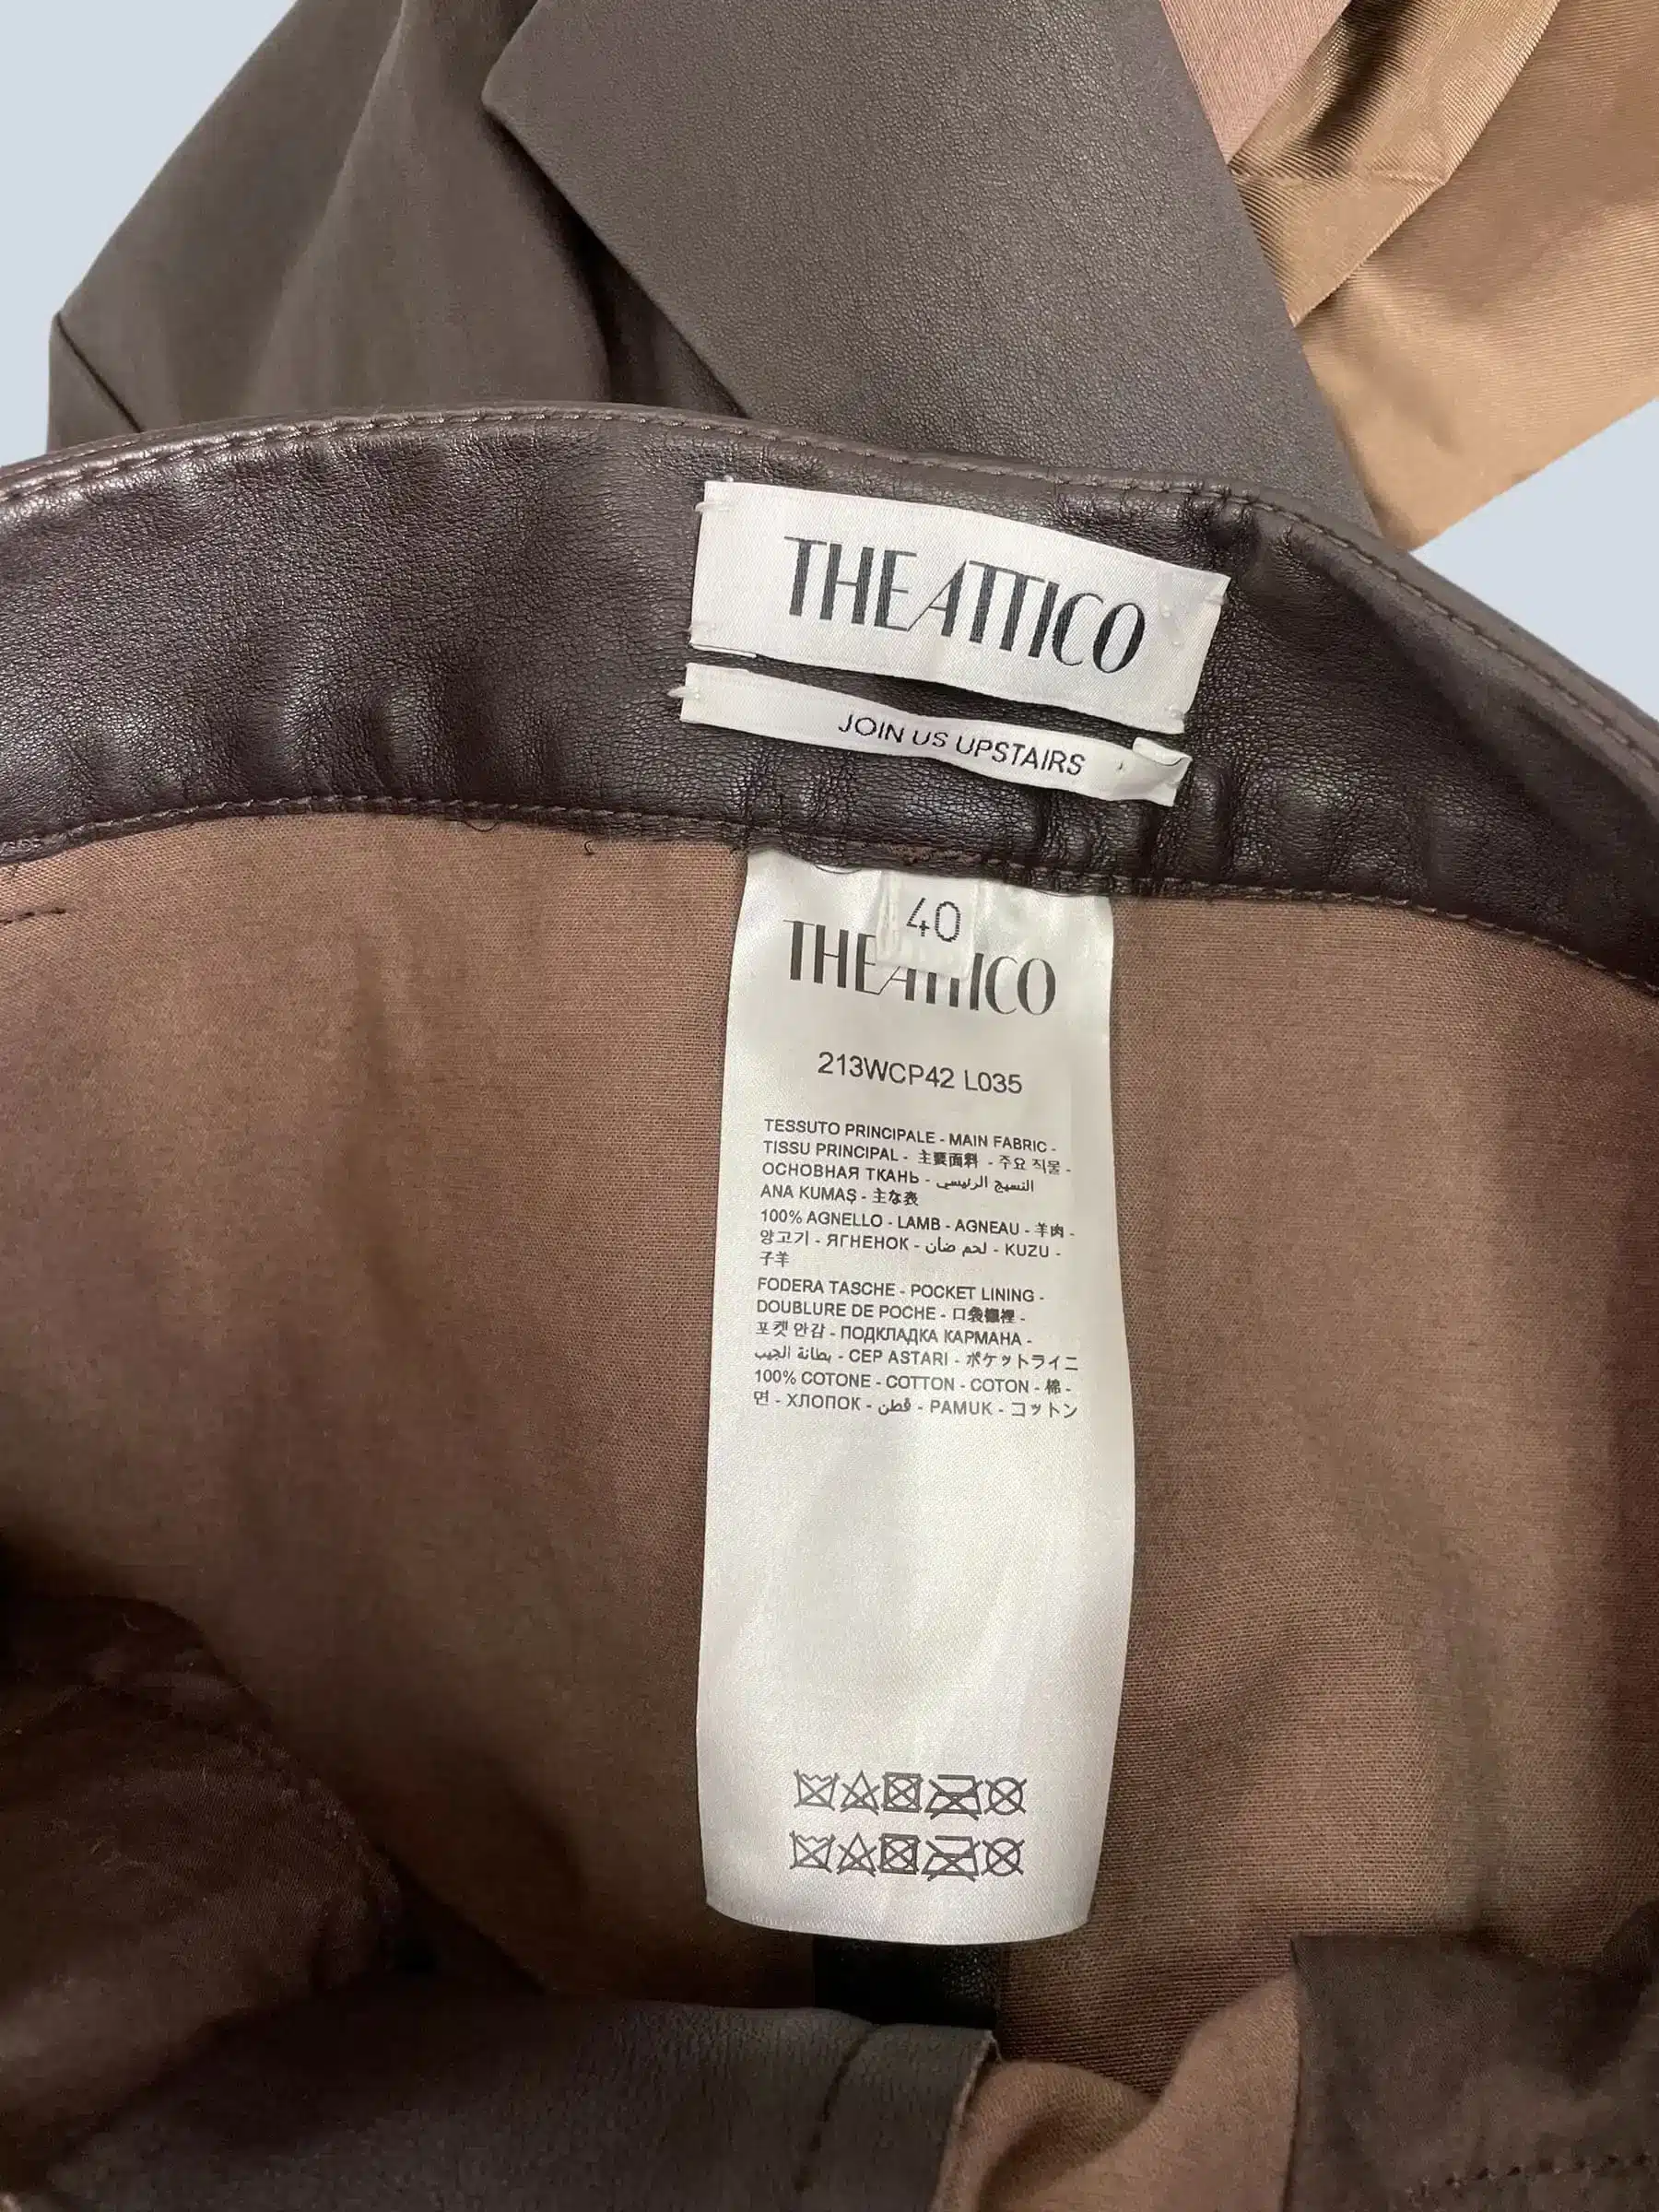 THE ATTICO
JOIN US UPSTAIRS
40
THE ATTICO
213WCP42 L035
TESSUTO PRINCIPALE - MAIN FABRIC -
TISSU PRINCIPAL - 主要面料 - 주요 직물 -
ОСНОВНАЯ ТКАНЬ - النسيج الرئيسي
ANA KUMAŞ - 主な表
100% AGNELLO - LAMB - AGNEAU - 羊肉 -
양고기 - ЯГНЕНОК - لحم ضان - KUZU -
子羊
FODERA TASCHE - POCKET LINING -
DOUBLURE DE POCHE - 口袋襯裡 -
포켓 안감 - ПОДКЛАДКА КАРМАНА -
بطانة الجيب - CEP ASTARI - ポケットライニ
100% COTONE - COTTON - COTON - 棉 -
면 - ХЛОПОК - قطن - PAMUK - コットン